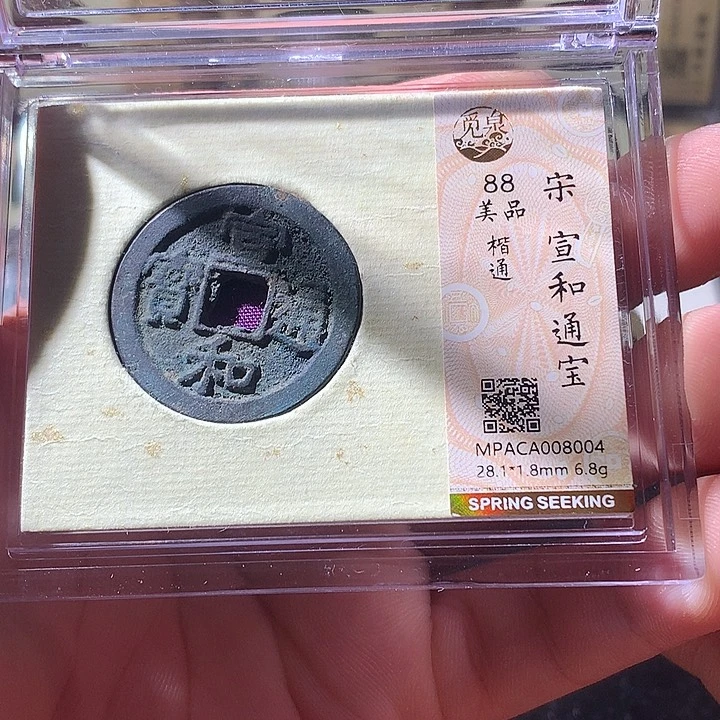 觅泉
88
美品
楷通
宋 宣和通宝
MPACA008004
28.1*1.8mm 6.8g
SPRING SEEKING
宣和通寶